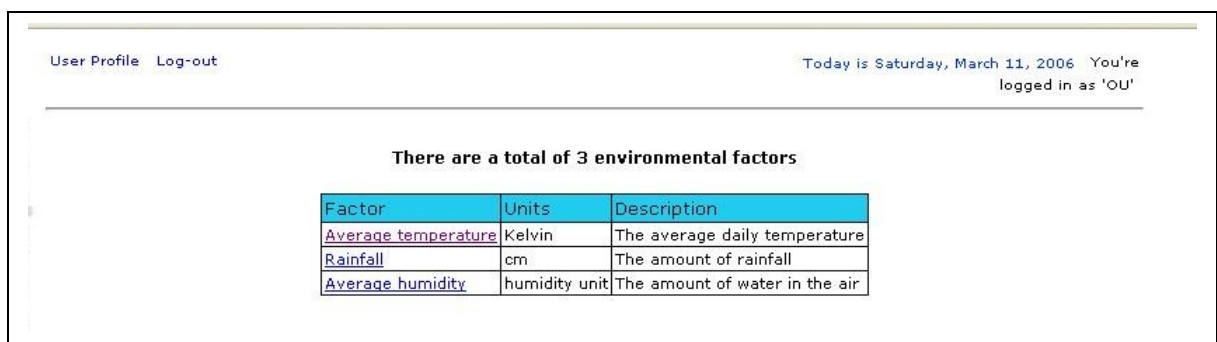 User Profile Log-out Today is Saturday, March 11, 2006 You're
logged in as 'OU'
There are a total of 3 environmental factors
Factor Units Description
Average temperature Kelvin The average daily temperature
Rainfall cm The amount of rainfall
Average humidity humidity unit The amount of water in the air